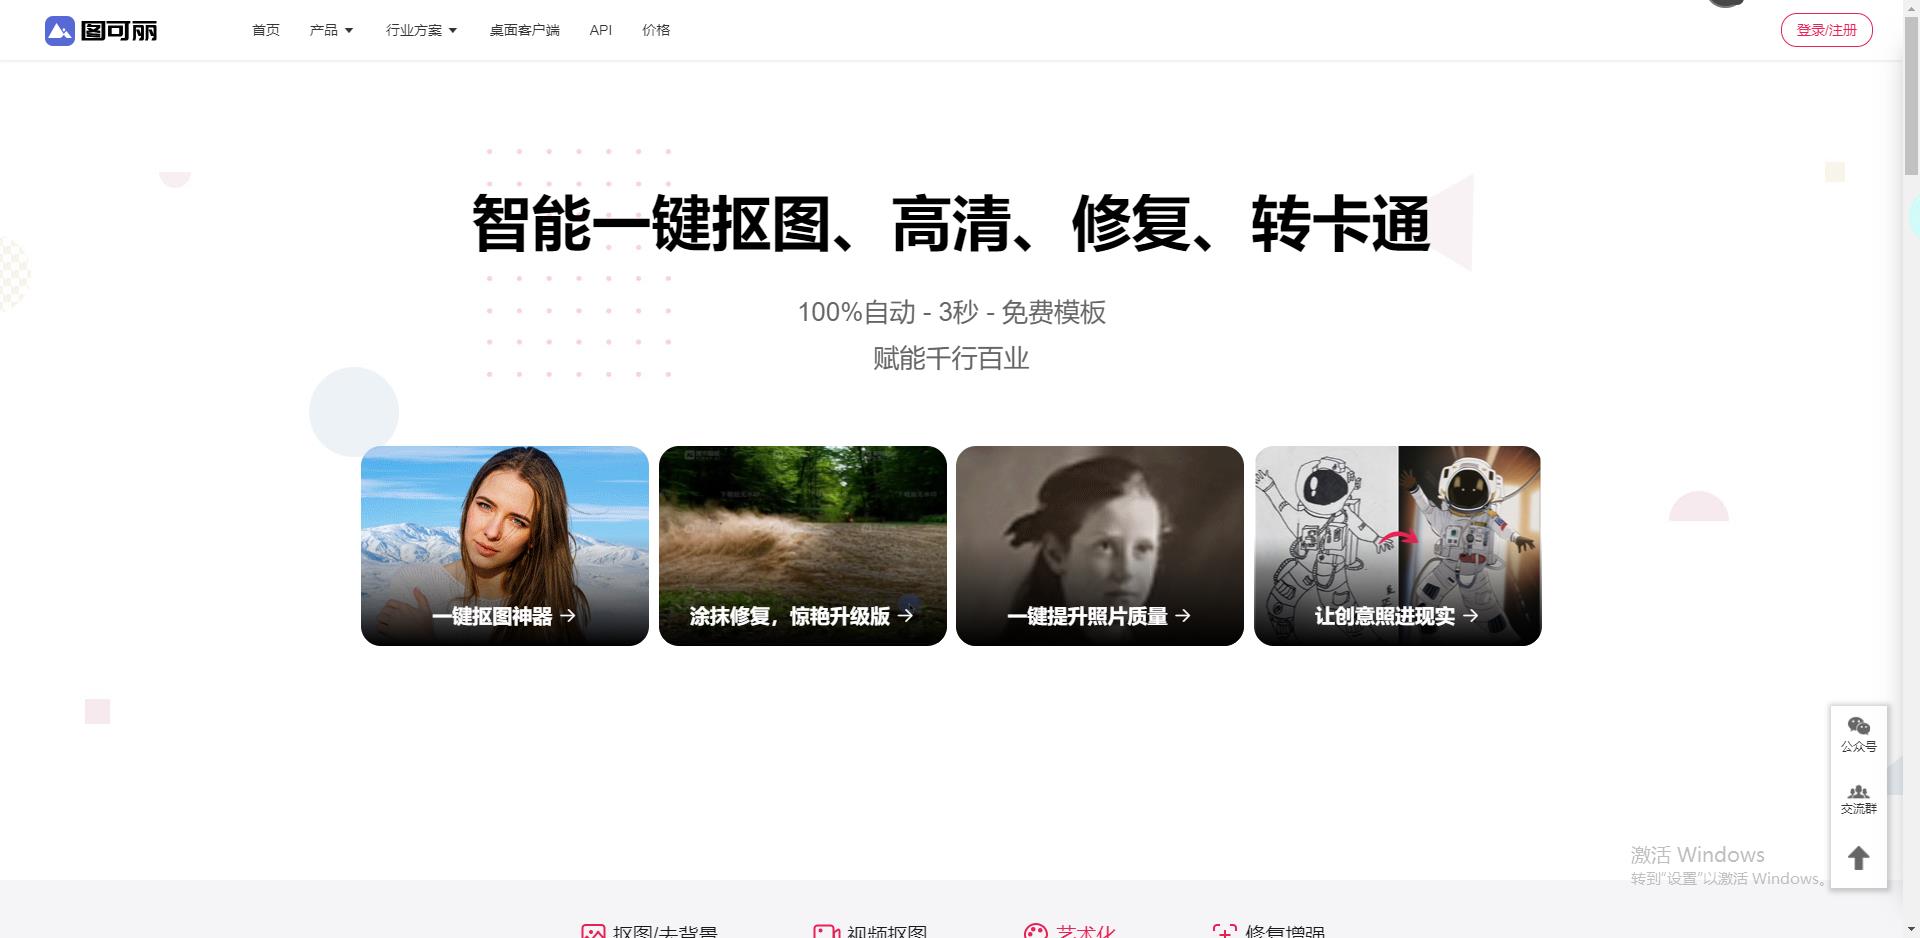 图可丽
首页
产品
行业方案
桌面客户端
API
价格
登录/注册
智能一键抠图、高清、修复、转卡通
100%自动 - 3秒 - 免费模板
赋能千行百业
一键抠图神器
涂抹修复，惊艳升级版
一键提升照片质量
让创意照进现实
公众号
交流群
激活 Windows
转到“设置”以激活 Windows。
抠图/去背景
视频抠图
艺术化
修复增强